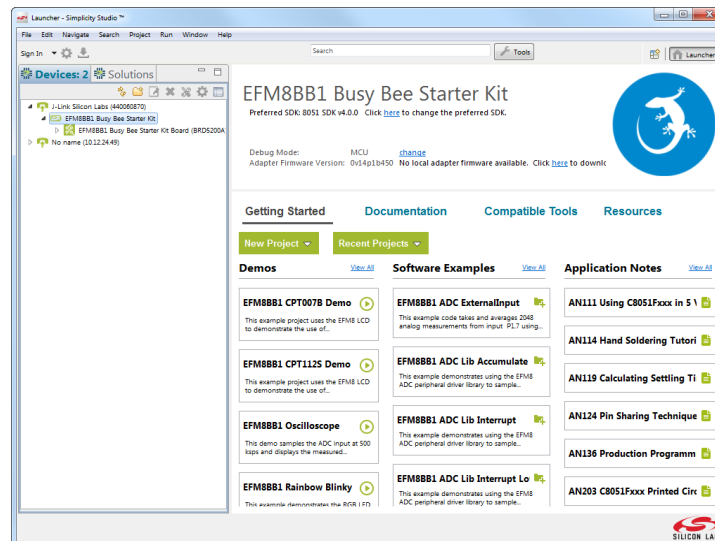 Launcher - Simplicity Studio ™
File Edit Navigate Search Project Run Window Help
Sign In
Search
Tools
Launcher
Devices: 2
Solutions
J-Link Silicon Labs (440060870)
EFM8BB1 Busy Bee Starter Kit
EFM8BB1 Busy Bee Starter Kit Board (BRD5200A)
No name (10.12.24.49)
EFM8BB1 Busy Bee Starter Kit
Preferred SDK: 8051 SDK v4.0.0 Click here to change the preferred SDK.
Debug Mode: MCU change
Adapter Firmware Version: 0v14p1b450 No local adapter firmware available. Click here to downlo
Getting Started Documentation Compatible Tools Resources
New Project
Recent Projects
Demos View All
EFM8BB1 CPT007B Demo
This example project uses the EFM8 LCD
to demonstrate the use of...
EFM8BB1 CPT112S Demo
This example project uses the EFM8 LCD
to demonstrate the use of...
EFM8BB1 Oscilloscope
This demo samples the ADC input at 500
ksps and displays the measured...
EFM8BB1 Rainbow Blinky
This example demonstrates the RGB LED
Software Examples View All
EFM8BB1 ADC ExternalInput
This example code takes and averages 2048
analog measurements from input P1.7 using...
EFM8BB1 ADC Lib Accumulate
This example demonstrates using the EFM8
ADC peripheral driver library to sample...
EFM8BB1 ADC Lib Interrupt
This example demonstrates using the EFM8
ADC peripheral driver library to sample...
EFM8BB1 ADC Lib Interrupt Lo
This example demonstrates using the EFM8
ADC peripheral driver library to sample...
Application Notes View All
AN111 Using C8051Fxxx in 5 V
AN114 Hand Soldering Tutori
AN119 Calculating Settling Ti
AN124 Pin Sharing Technique
AN136 Production Programm
AN203 C8051Fxxx Printed Circ
SILICON LA